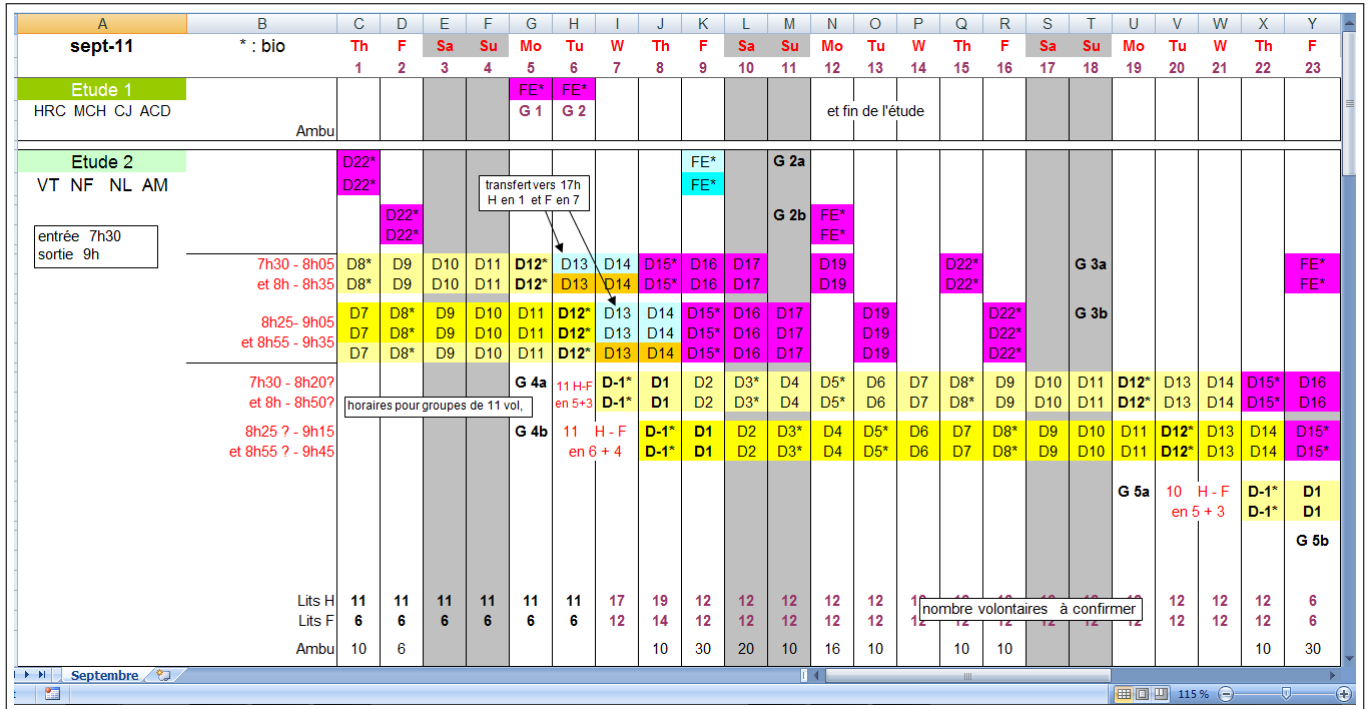 A B C D E F G H I J K L M N O P Q R S T U V W X Y
sept-11 * : bio Th F Sa Su Mo Tu W Th F Sa Su Mo Tu W Th F Sa Su Mo Tu W Th F
1 2 3 4 5 6 7 8 9 10 11 12 13 14 15 16 17 18 19 20 21 22 23
Etude 1 FE* FE*
HRC MCH CJ ACD G 1 G 2 et fin de l'étude
Ambu
Etude 2 D22* FE* G 2a
VT NF NL AM D22* transfert vers 17h FE*
H en 1 et F en 7
D22* G 2b FE*
entrée 7h30 D22* FE*
sortie 9h
7h30 - 8h05 D8* D9 D10 D11 D12* D13 D14 D15* D16 D17 D19 D22* G 3a FE*
et 8h - 8h35 D8* D9 D10 D11 D12* D13 D14 D15* D16 D17 D19 D22* FE*
8h25- 9h05 D7 D8* D9 D10 D11 D12* D13 D14 D15* D16 D17 D19 D22* G 3b
et 8h55 - 9h35 D7 D8* D9 D10 D11 D12* D13 D14 D15* D16 D17 D19 D22*
D7 D8* D9 D10 D11 D12* D13 D14 D15* D16 D17 D19 D22*
7h30 - 8h20? G 4a 11 H-F D-1* D1 D2 D3* D4 D5* D6 D7 D8* D9 D10 D11 D12* D13 D14 D15* D16
et 8h - 8h50? horaires pour groupes de 11 vol, en 5+3 D-1* D1 D2 D3* D4 D5* D6 D7 D8* D9 D10 D11 D12* D13 D14 D15* D16
8h25 ? - 9h15 G 4b 11 H - F D-1* D1 D2 D3* D4 D5* D6 D7 D8* D9 D10 D11 D12* D13 D14 D15*
et 8h55 ? - 9h45 en 6 + 4 D-1* D1 D2 D3* D4 D5* D6 D7 D8* D9 D10 D11 D12* D13 D14 D15*
G 5a 10 H - F D-1* D1
en 5 + 3 D-1* D1
G 5b
Lits H 11 11 11 11 11 11 17 19 12 12 12 12 12 12 12 12 12 6
nombre volontaires à confirmer
Lits F 6 6 6 6 6 6 12 14 12 12 12 12 12 12 12 12 6
Ambu 10 6 10 30 20 10 16 10 10 10 10 30
Septembre
115 %